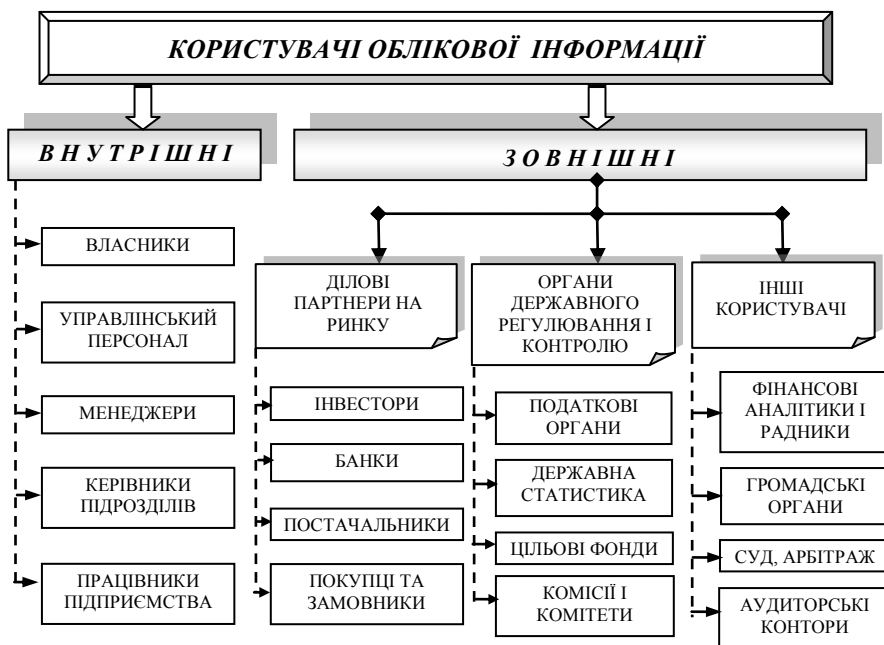 КОРИСТУВАЧІ ОБЛІКОВОЇ ІНФОРМАЦІЇ
ВНУТРІШНІ
ВЛАСНИКИ
УПРАВЛІНСЬКИЙ
ПЕРСОНАЛ
МЕНЕДЖЕРИ
КЕРІВНИКИ
ПІДРОЗДІЛІВ
ПРАЦІВНИКИ
ПІДПРИЄМСТВА
ЗОВНІШНІ
ДІЛОВІ
ПАРТНЕРИ НА
РИНКУ
ІНВЕСТОРИ
БАНКИ
ПОСТАЧАЛЬНИКИ
ПОКУПЦІ ТА
ЗАМОВНИКИ
ОРГАНИ
ДЕРЖАВНОГО
РЕГУЛЮВАННЯ І
КОНТРОЛЮ
ПОДАТКОВІ
ОРГАНИ
ДЕРЖАВНА
СТАТИСТИКА
ЦІЛЬОВІ ФОНДИ
КОМІСІЇ І
КОМІТЕТИ
ІНШІ
КОРИСТУВАЧІ
ФІНАНСОВІ
АНАЛІТИКИ І
РАДНИКИ
ГРОМАДСЬКІ
ОРГАНИ
СУД, АРБІТРАЖ
АУДИТОРСЬКІ
КОНТОРИ